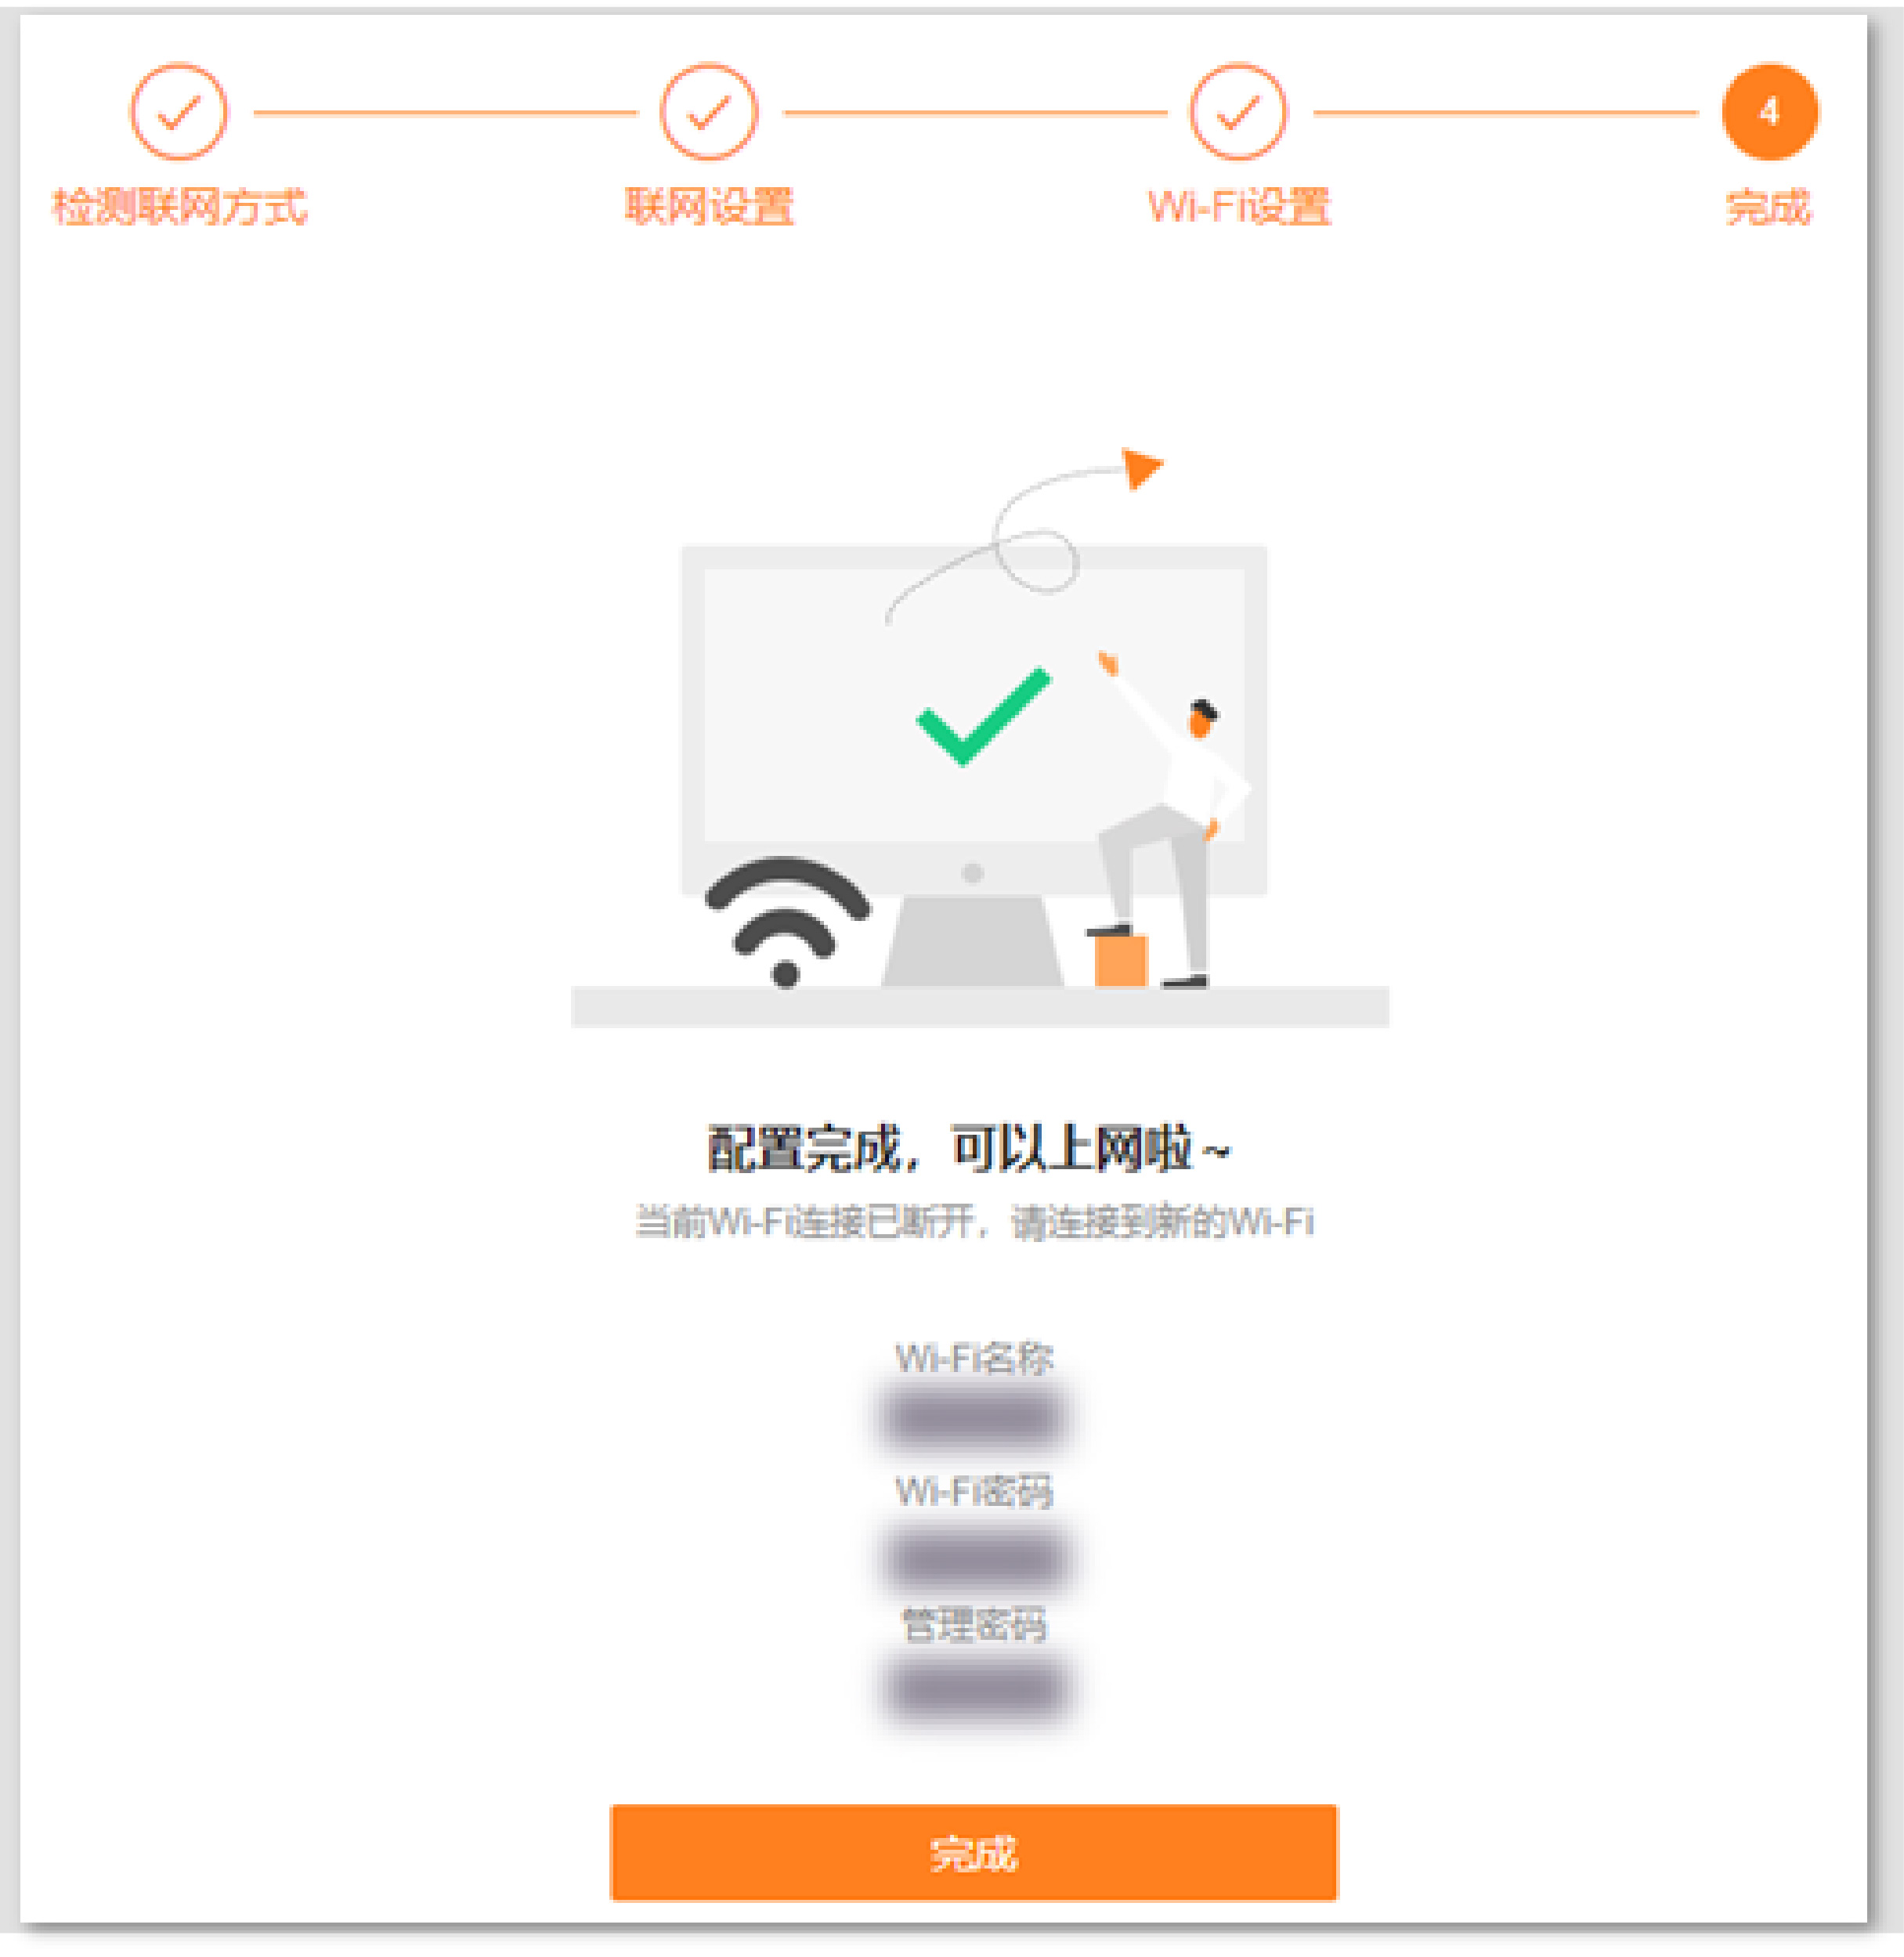 4
检测联网方式 联网设置 Wi-Fi设置 完成
配置完成，可以上网啦~
当前Wi-Fi连接已断开，请连接到新的Wi-Fi
Wi-Fi名称
Wi-Fi密码
管理密码
完成